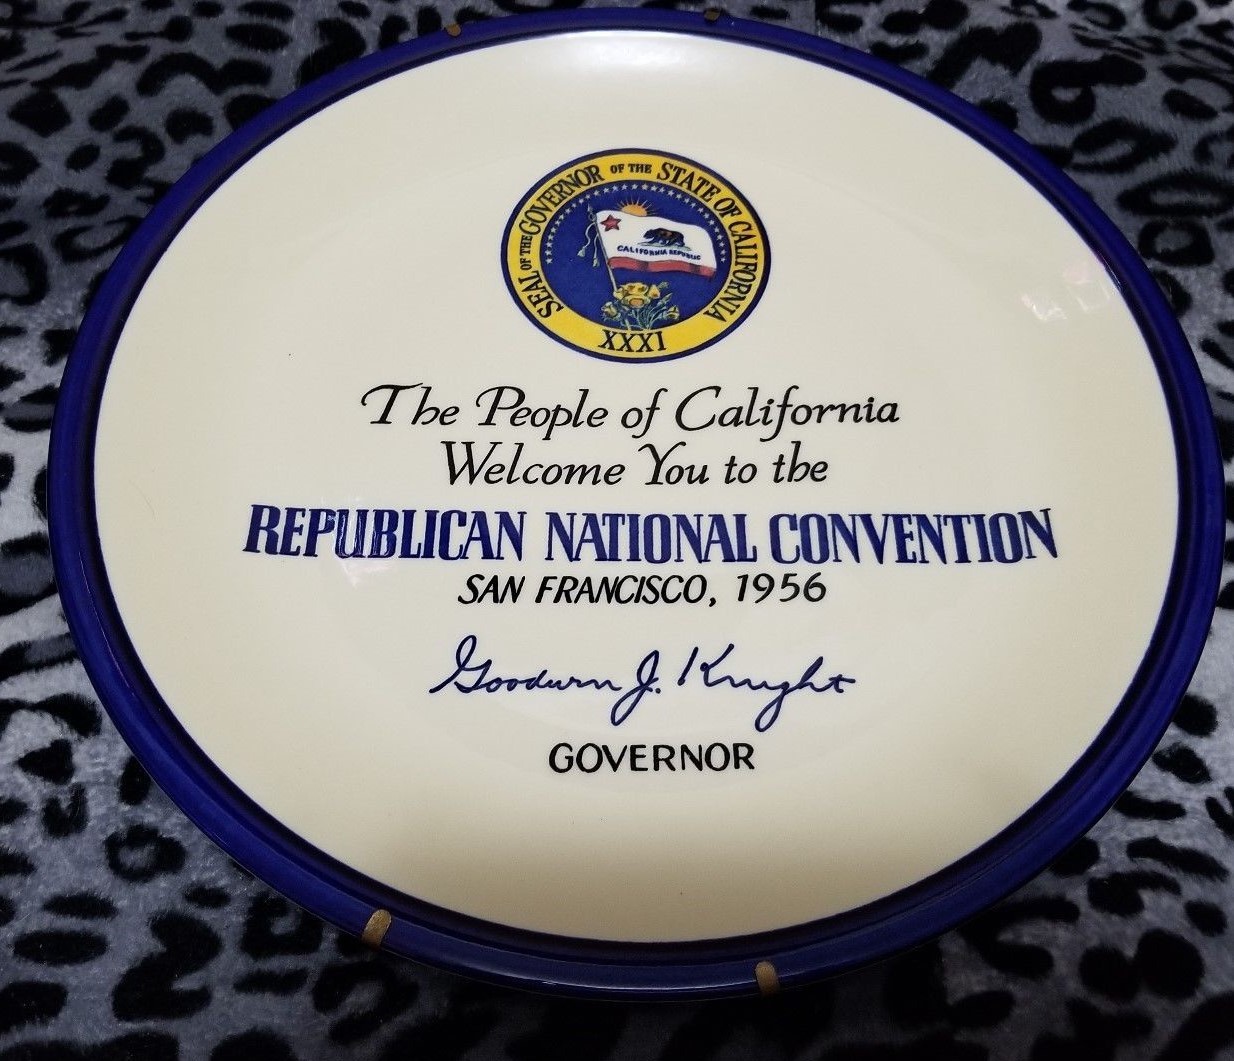 SEAL OF THE GOVERNOR OF THE STATE OF CALIFORNIA
CALIFORNIA REPUBLIC
XXXI
The People of California
Welcome You to the
REPUBLICAN NATIONAL CONVENTION
SAN FRANCISCO, 1956
Goodwin J. Knight
GOVERNOR